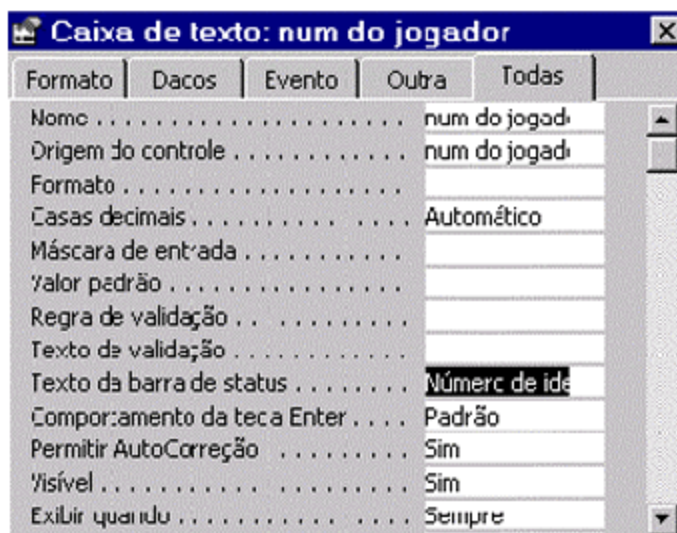 Caixa de texto: num do jogador
Formato Dados Evento Outra Todas
Nome . . . . . . . . . . . . . . . . . . . . . . num do jogad
Origem do controle . . . . . . . . . . . . num do jogad
Formato . . . . . . . . . . . . . . . . . . . .
Casas decimais . . . . . . . . . . . . . . Automático
Máscara de entrada . . . . . . . . . . . .
Valor padrão . . . . . . . . . . . . . . . . .
Regra de validação . . . . . . . . . . . .
Texto de validação . . . . . . . . . . . . .
Texto da barra de status . . . . . . . . Número de ide
Comportamento da tecla Enter . . . . Padrão
Permitir AutoCorreção . . . . . . . . . Sim
Visível . . . . . . . . . . . . . . . . . . . . . Sim
Exibir quando . . . . . . . . . . . . . . . Sempre